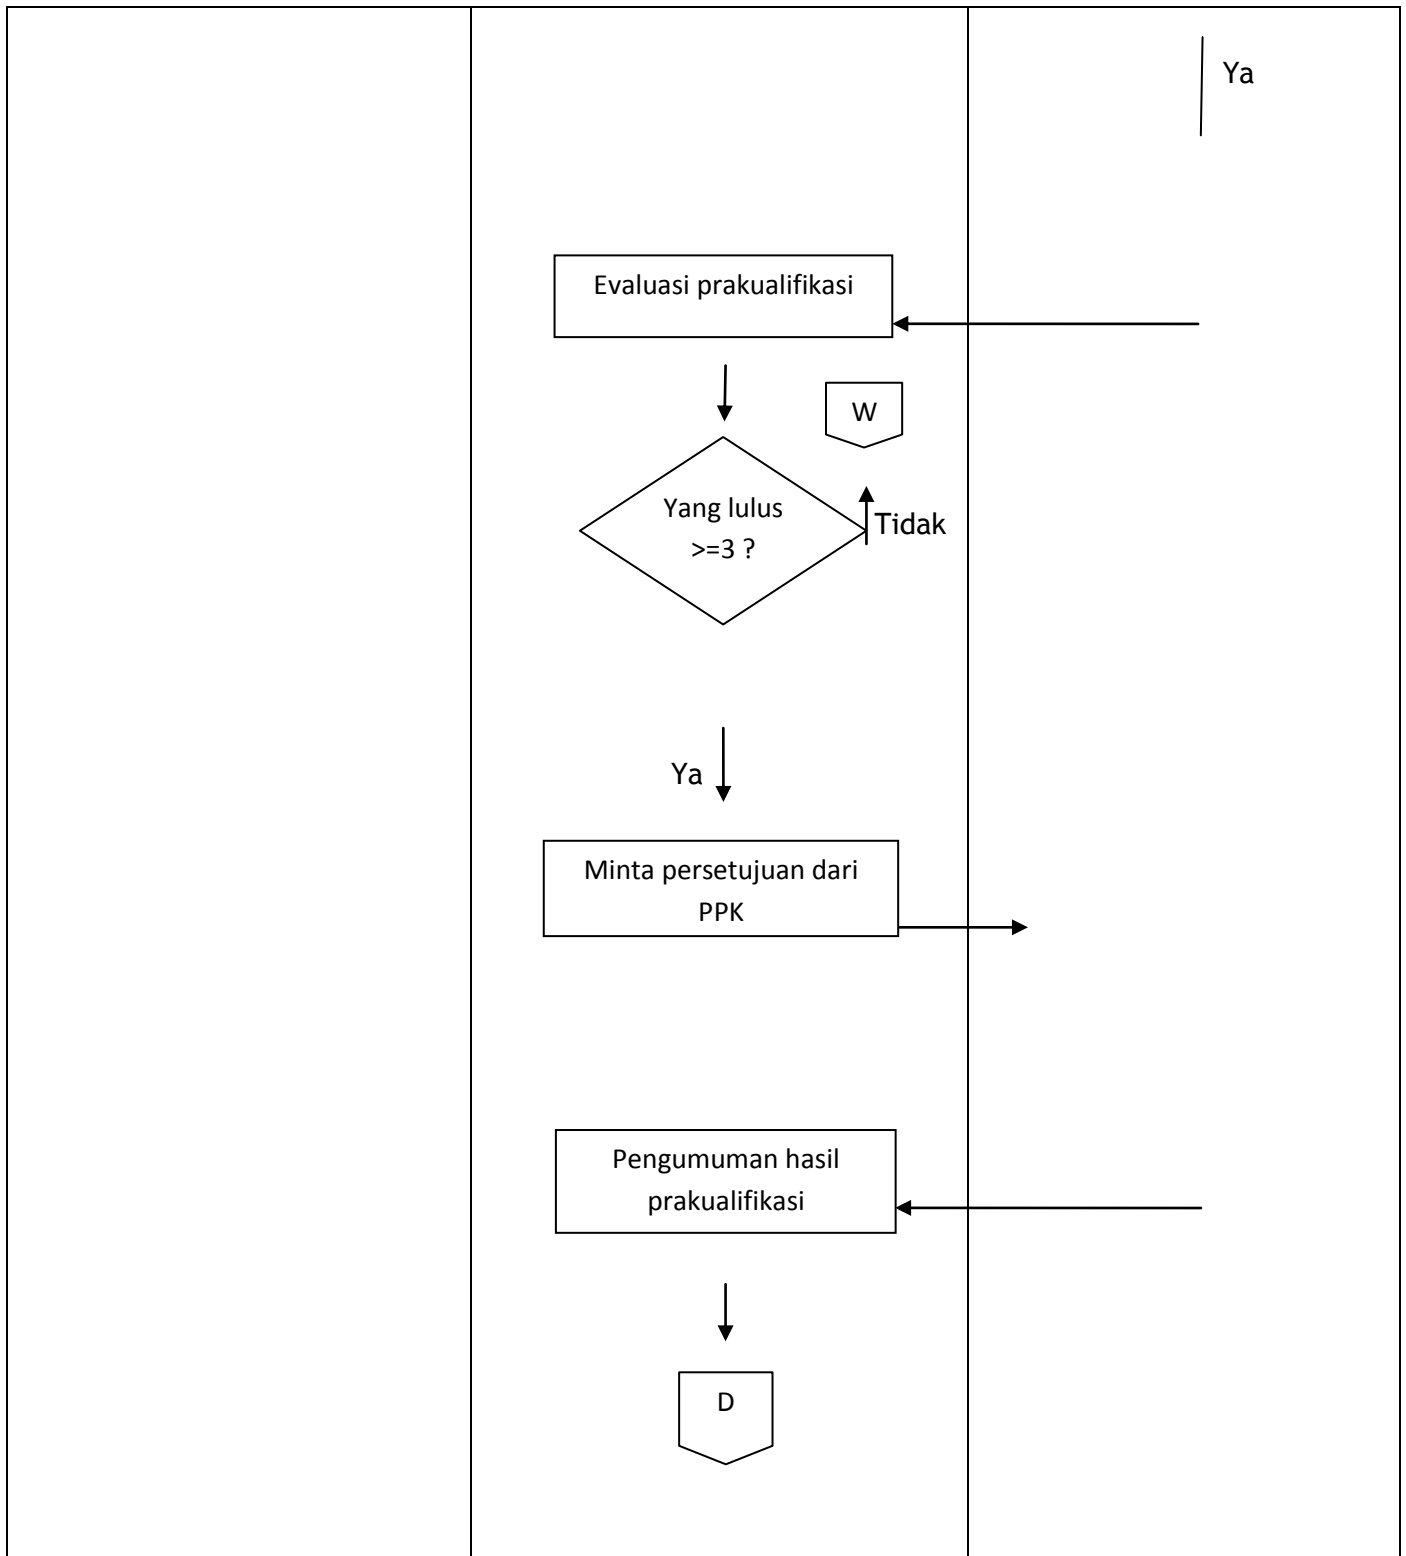 Ya
Evaluasi prakualifikasi
W
Yang lulus
>=3 ?
Tidak
Ya
Minta persetujuan dari
PPK
Pengumuman hasil
prakualifikasi
D